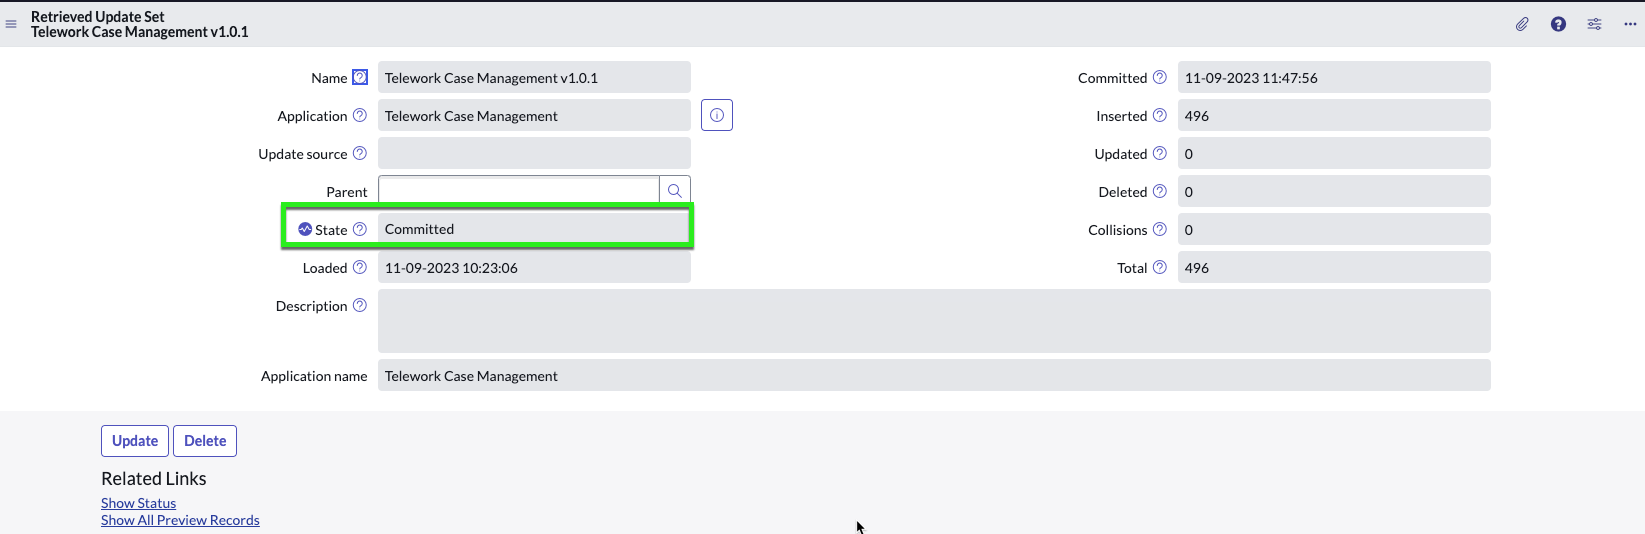 Retrieved Update Set
Telework Case Management v1.0.1
Name Telework Case Management v1.0.1
Application Telework Case Management
Update source
Parent
State Committed
Loaded 11-09-2023 10:23:06
Committed 11-09-2023 11:47:56
Inserted 496
Updated 0
Deleted 0
Collisions 0
Total 496
Description
Application name Telework Case Management
Update Delete
Related Links
Show Status
Show All Preview Records